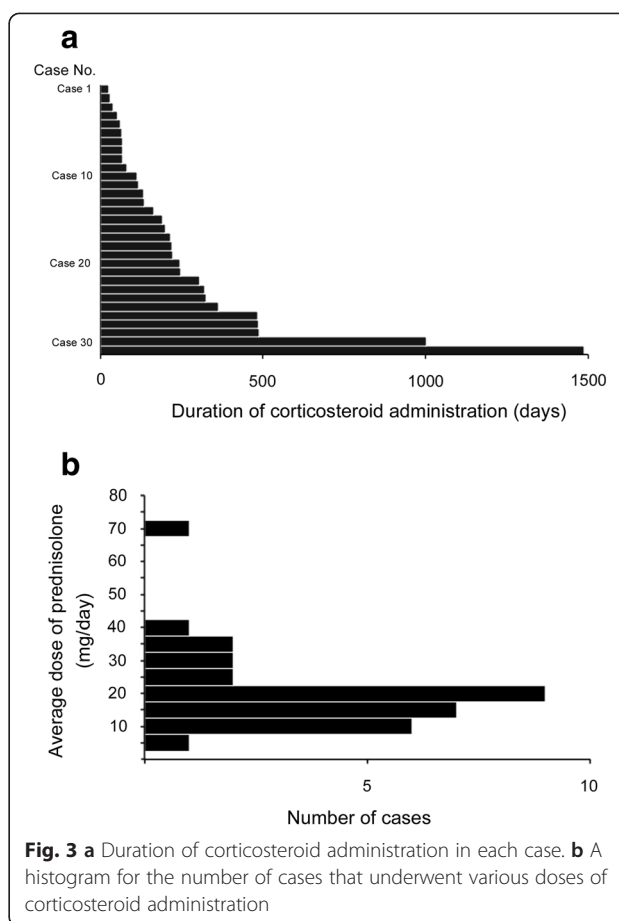 a
Case No.
Case 1
Case 10
Case 20
Case 30
0 500 1000 1500
Duration of corticosteroid administration (days)
b
80
70
60
50
40
30
20
10
Average dose of prednisolone
(mg/day)
5 10
Number of cases
Fig. 3 a Duration of corticosteroid administration in each case. b A
histogram for the number of cases that underwent various doses of
corticosteroid administration